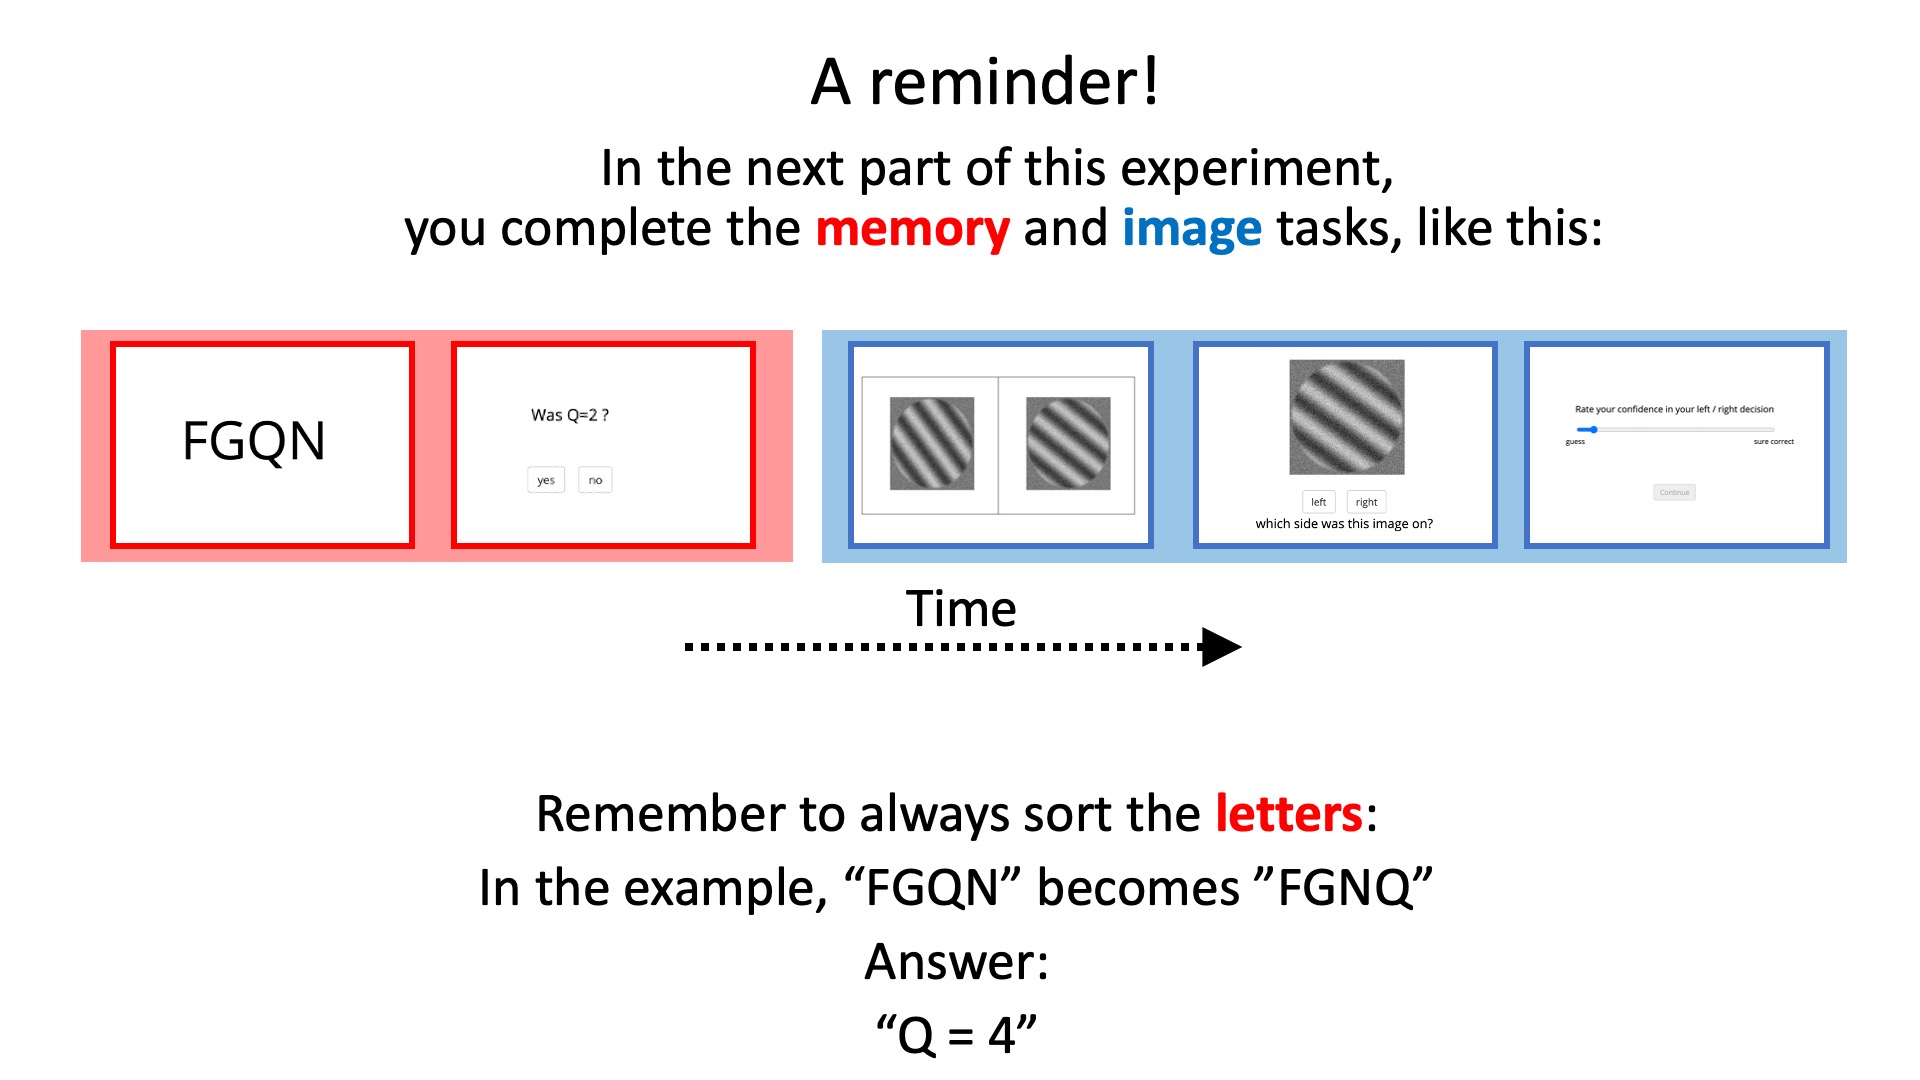 A reminder!
In the next part of this experiment,
you complete the memory and image tasks, like this:
FGQN
Was Q=2 ?
yes no
left right
which side was this image on?
Rate your confidence in your left / right decision
guess sure correct
Continue
Time
Remember to always sort the letters:
In the example, “FGQN” becomes ”FGNQ”
Answer:
“Q = 4”